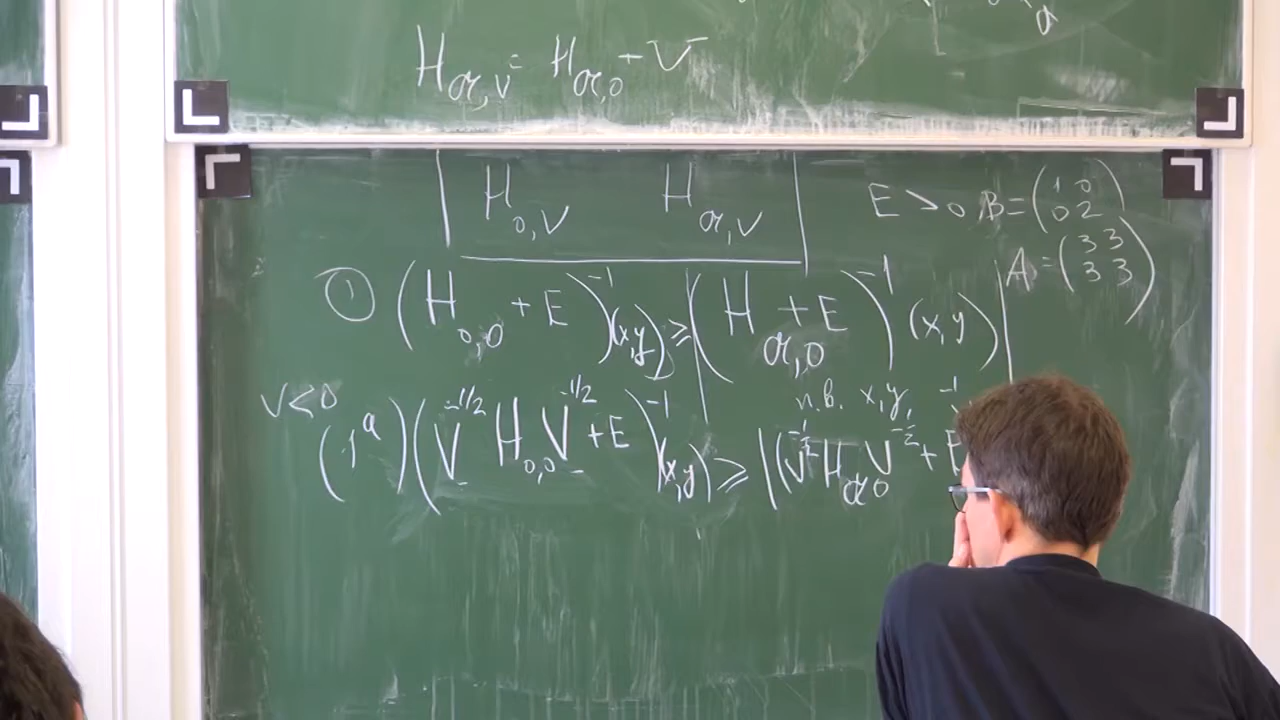 H_{α,V} = H_{α,0} - V
H_{0,V} H_{α,V}
E > 0, B = (1 0 / 0 2)
A = (3 3 / 3 3)
① (H_{0,0} + E)^{-1} (x,y) ≥ |(H_{α,0} + E)^{-1} (x,y)|
п.в. x, y,
V < 0
(1^a) (V_-^{-1/2} H_{0,0} V_-^{-1/2} + E)^{-1} (x,y) ≥ |(V^{-1/2} H_{α,0} V^{-1/2} + E